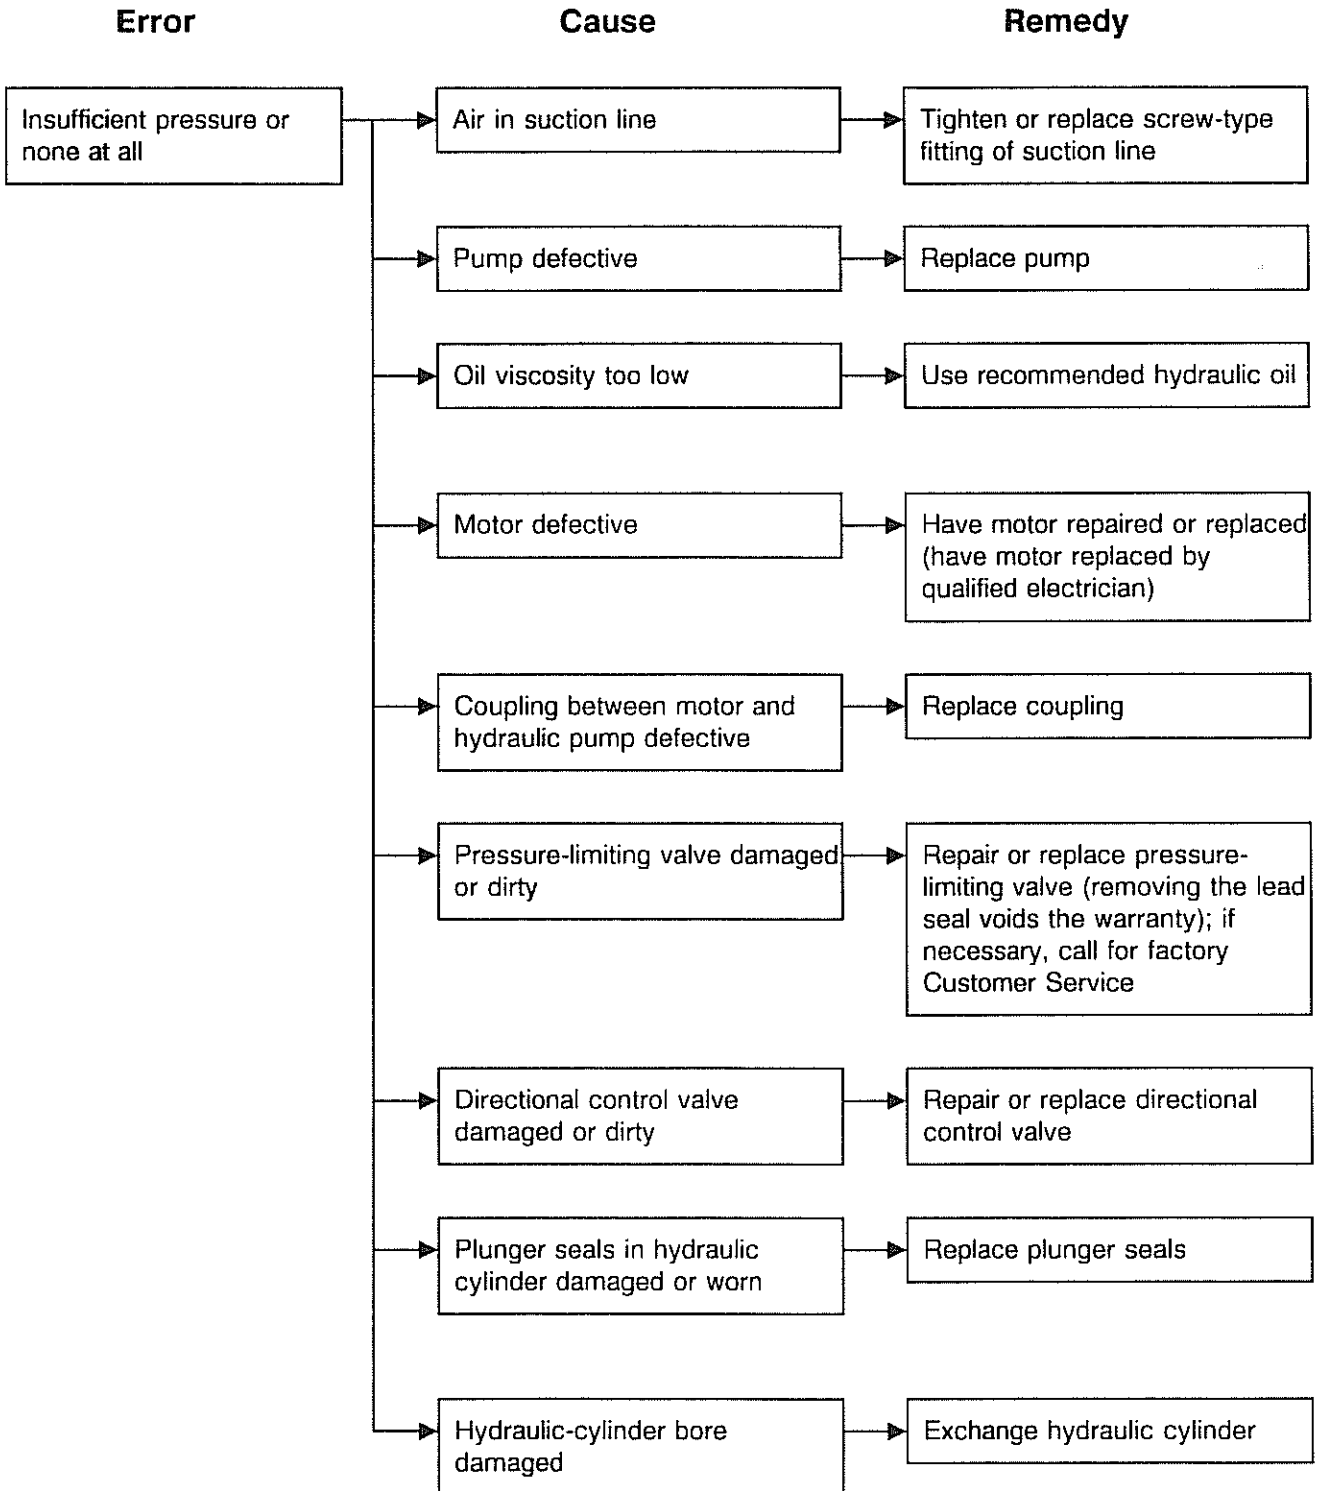 Error
Cause
Remedy
Insufficient pressure or
none at all
Air in suction line
Tighten or replace screw-type
fitting of suction line
Pump defective
Replace pump
Oil viscosity too low
Use recommended hydraulic oil
Motor defective
Have motor repaired or replaced
(have motor replaced by
qualified electrician)
Coupling between motor and
hydraulic pump defective
Replace coupling
Pressure-limiting valve damaged
or dirty
Repair or replace pressure-
limiting valve (removing the lead
seal voids the warranty); if
necessary, call for factory
Customer Service
Directional control valve
damaged or dirty
Repair or replace directional
control valve
Plunger seals in hydraulic
cylinder damaged or worn
Replace plunger seals
Hydraulic-cylinder bore
damaged
Exchange hydraulic cylinder